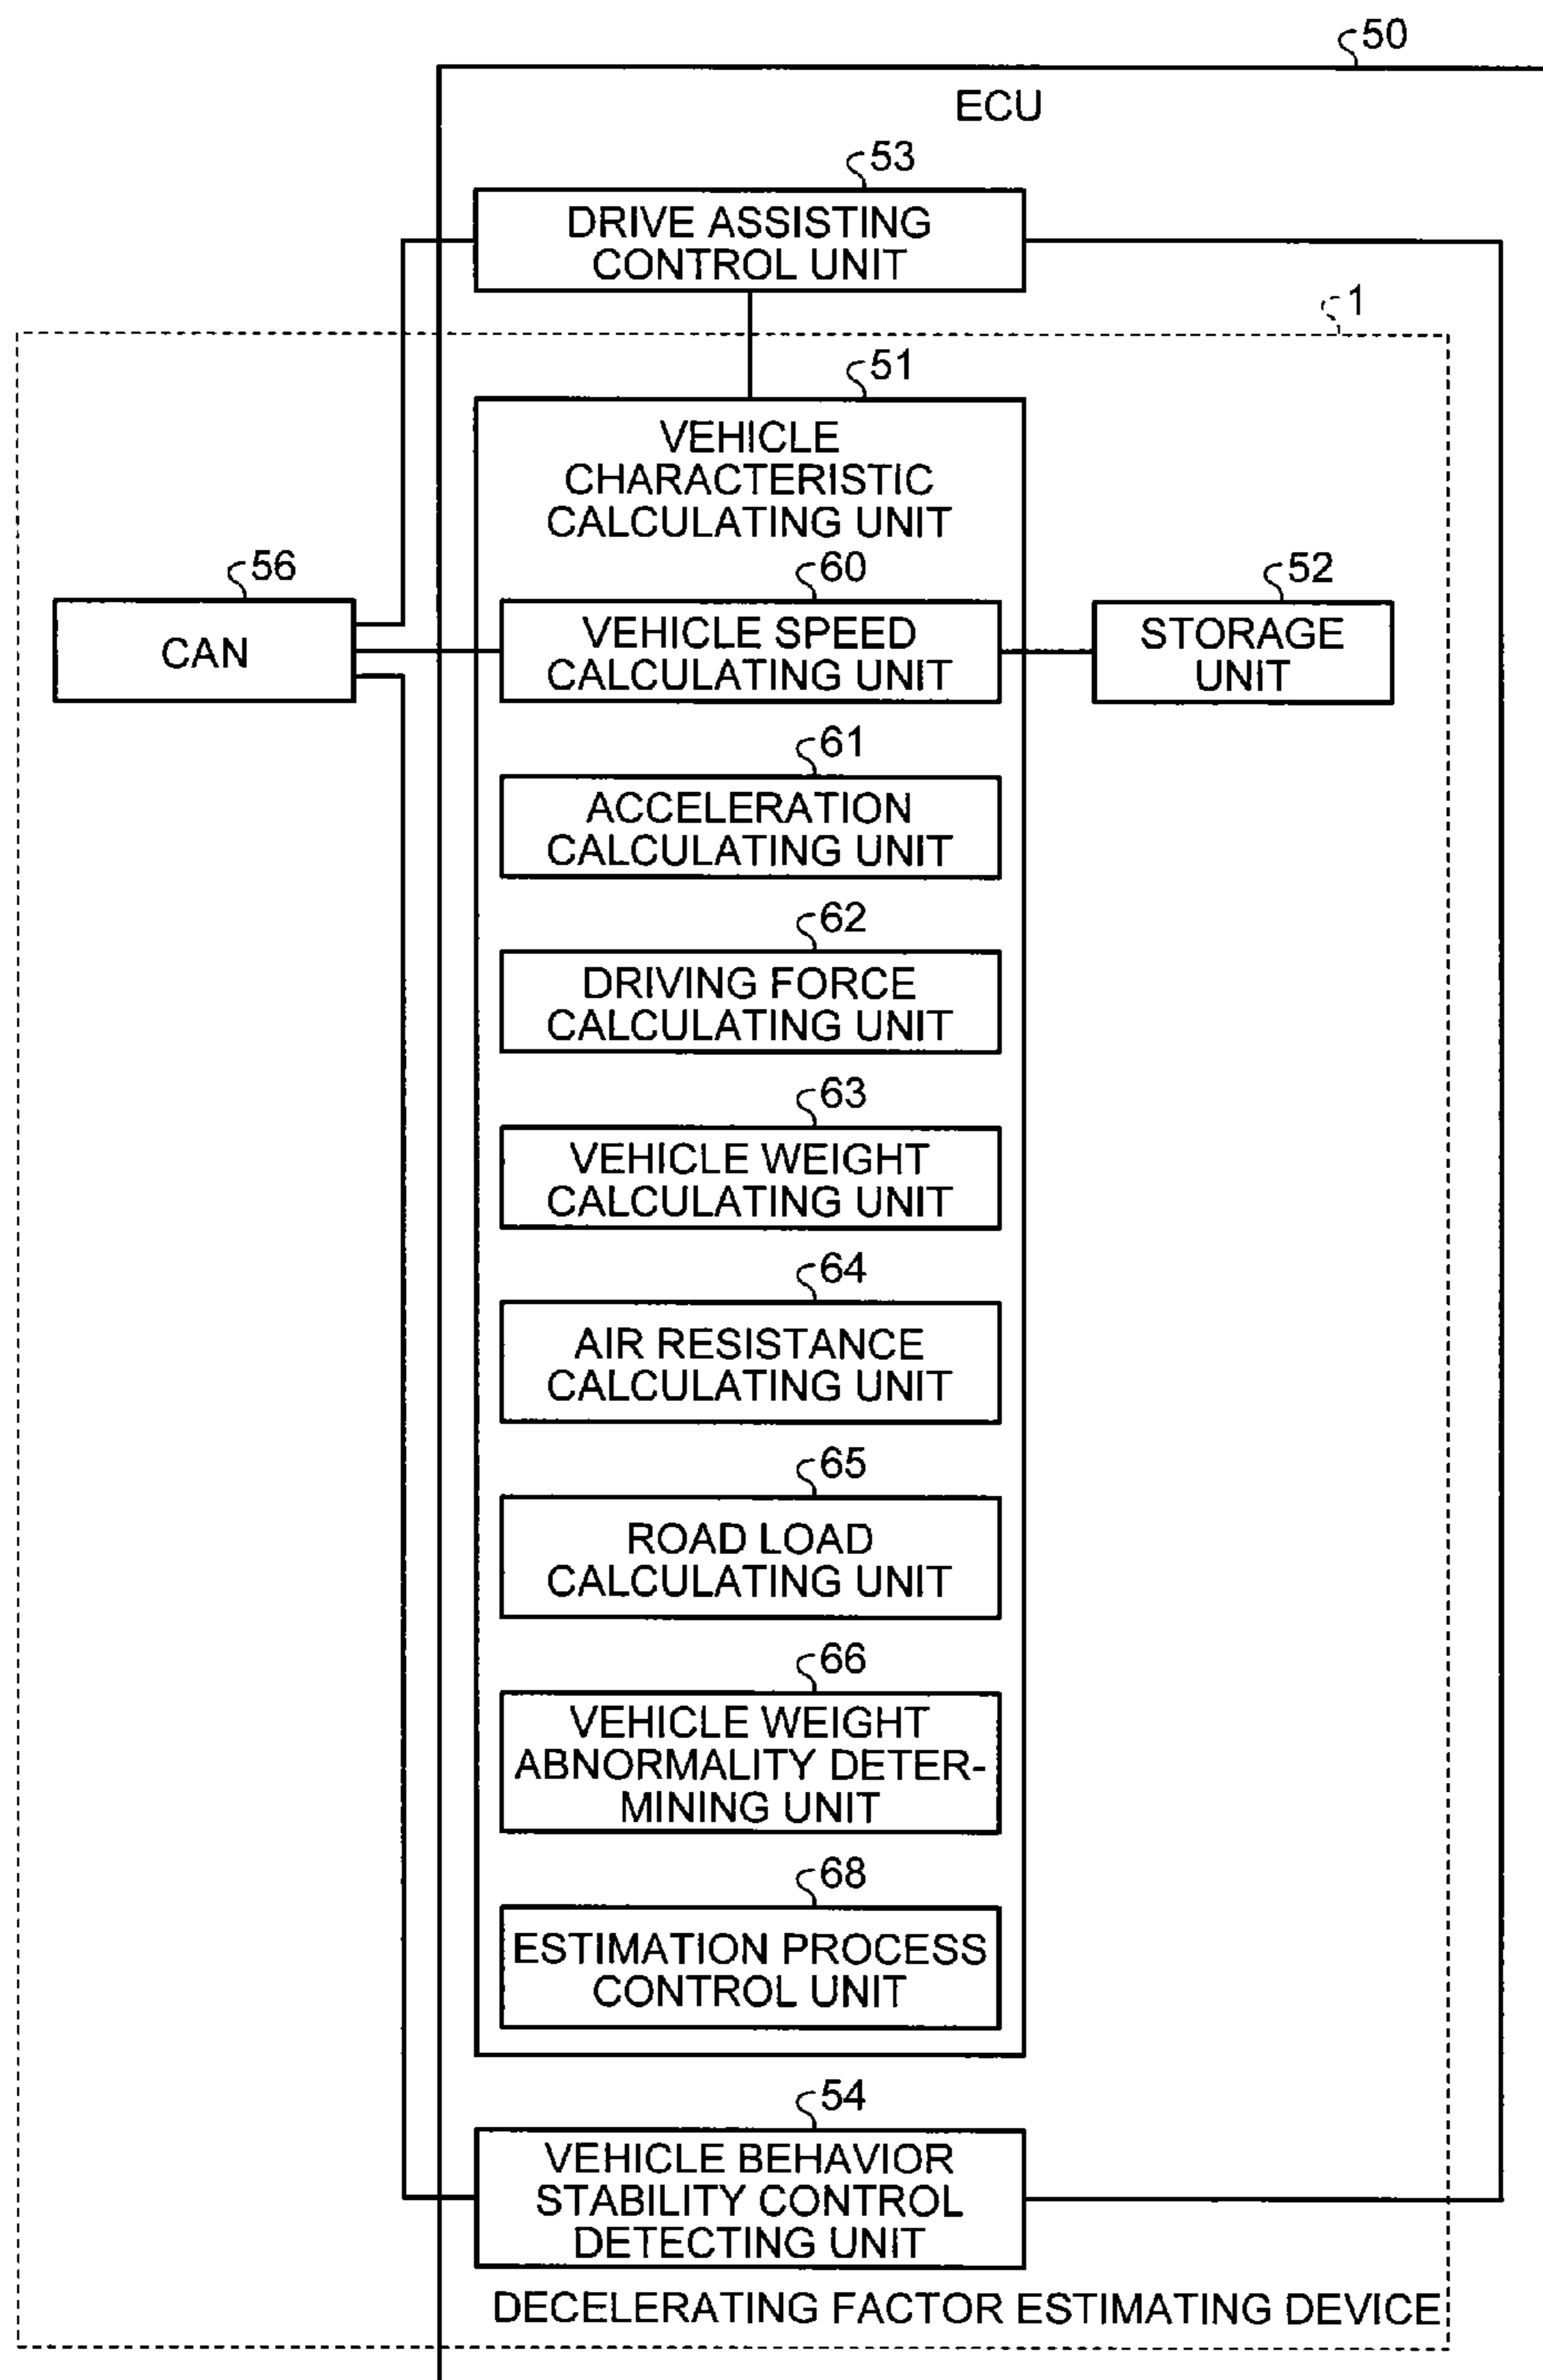 50
ECU
53
DRIVE ASSISTING
CONTROL UNIT
1
51
VEHICLE
CHARACTERISTIC
CALCULATING UNIT
56
CAN
60
VEHICLE SPEED
CALCULATING UNIT
52
STORAGE
UNIT
61
ACCELERATION
CALCULATING UNIT
62
DRIVING FORCE
CALCULATING UNIT
63
VEHICLE WEIGHT
CALCULATING UNIT
64
AIR RESISTANCE
CALCULATING UNIT
65
ROAD LOAD
CALCULATING UNIT
66
VEHICLE WEIGHT
ABNORMALITY DETER-
MINING UNIT
68
ESTIMATION PROCESS
CONTROL UNIT
54
VEHICLE BEHAVIOR
STABILITY CONTROL
DETECTING UNIT
DECELERATING FACTOR ESTIMATING DEVICE